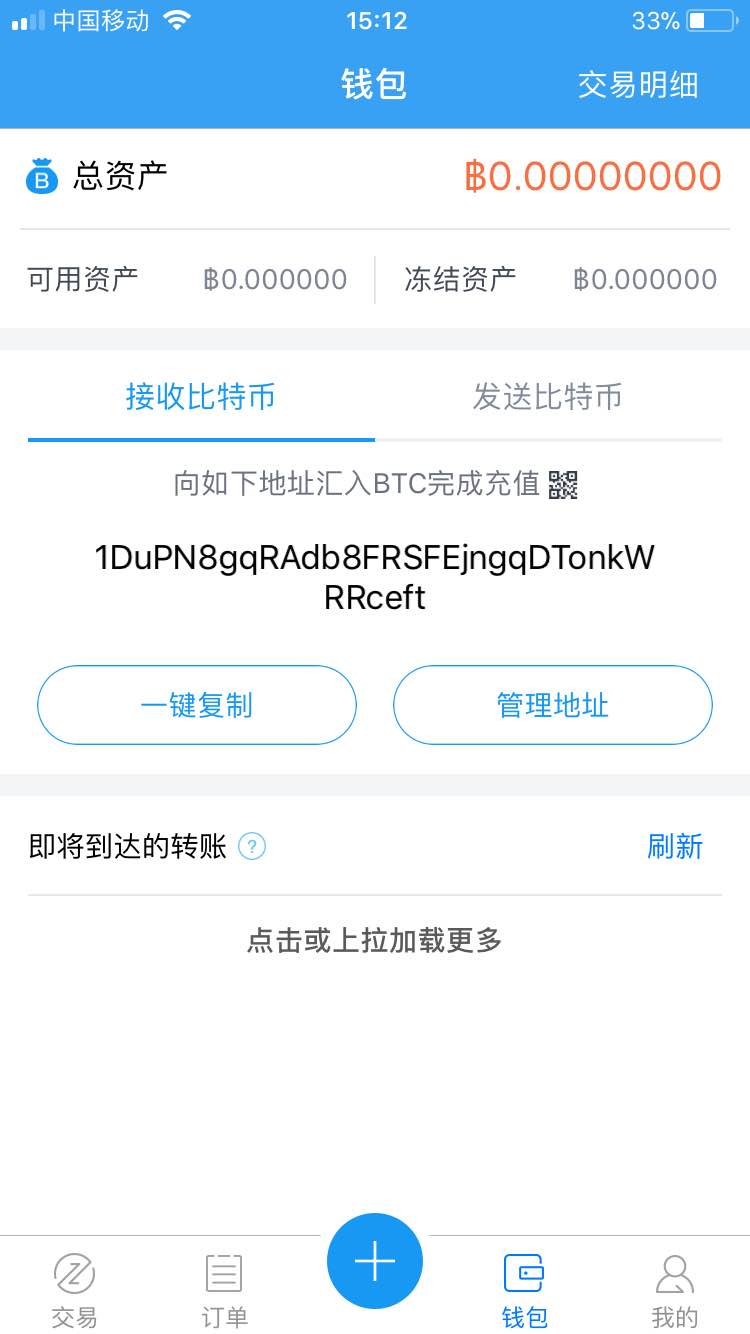 中国移动 15:12 33%
钱包 交易明细
B 总资产 ฿0.00000000
可用资产 ฿0.000000 冻结资产 ฿0.000000
接收比特币 发送比特币
向如下地址汇入BTC完成充值
1DuPN8gqRAdb8FRSFEjngqDTonkW
RRceft
一键复制 管理地址
即将到达的转账 ? 刷新
点击或上拉加载更多
交易 订单 钱包 我的